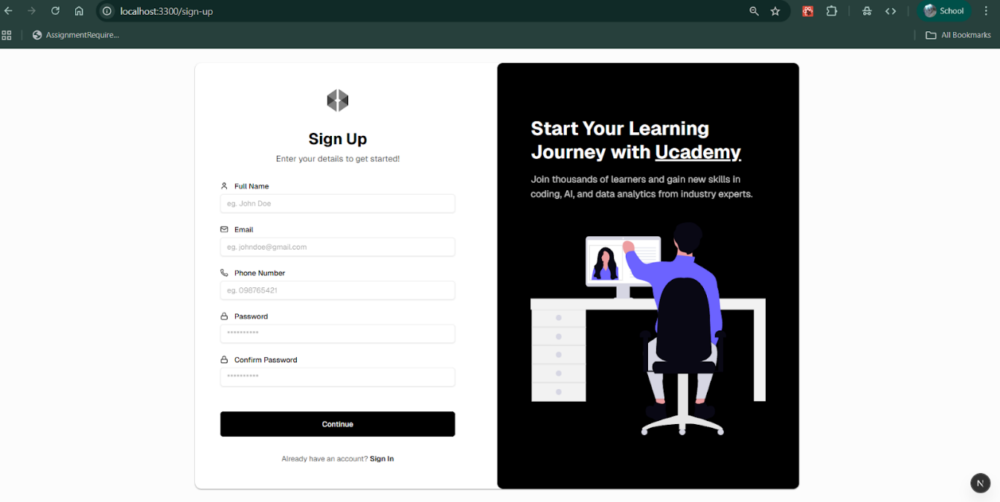 localhost:3300/sign-up
School
AssignmentRequire...
All Bookmarks
Sign Up
Enter your details to get started!
Full Name
eg. John Doe
Email
eg. johndoe@gmail.com
Phone Number
eg. 098765421
Password
**********
Confirm Password
**********
Continue
Already have an account? Sign In
Start Your Learning
Journey with Ucademy
Join thousands of learners and gain new skills in
coding, AI, and data analytics from industry experts.
N